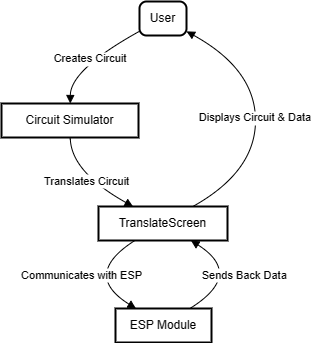 User
Creates Circuit
Circuit Simulator
Displays Circuit & Data
Translates Circuit
TranslateScreen
Communicates with ESP
Sends Back Data
ESP Module